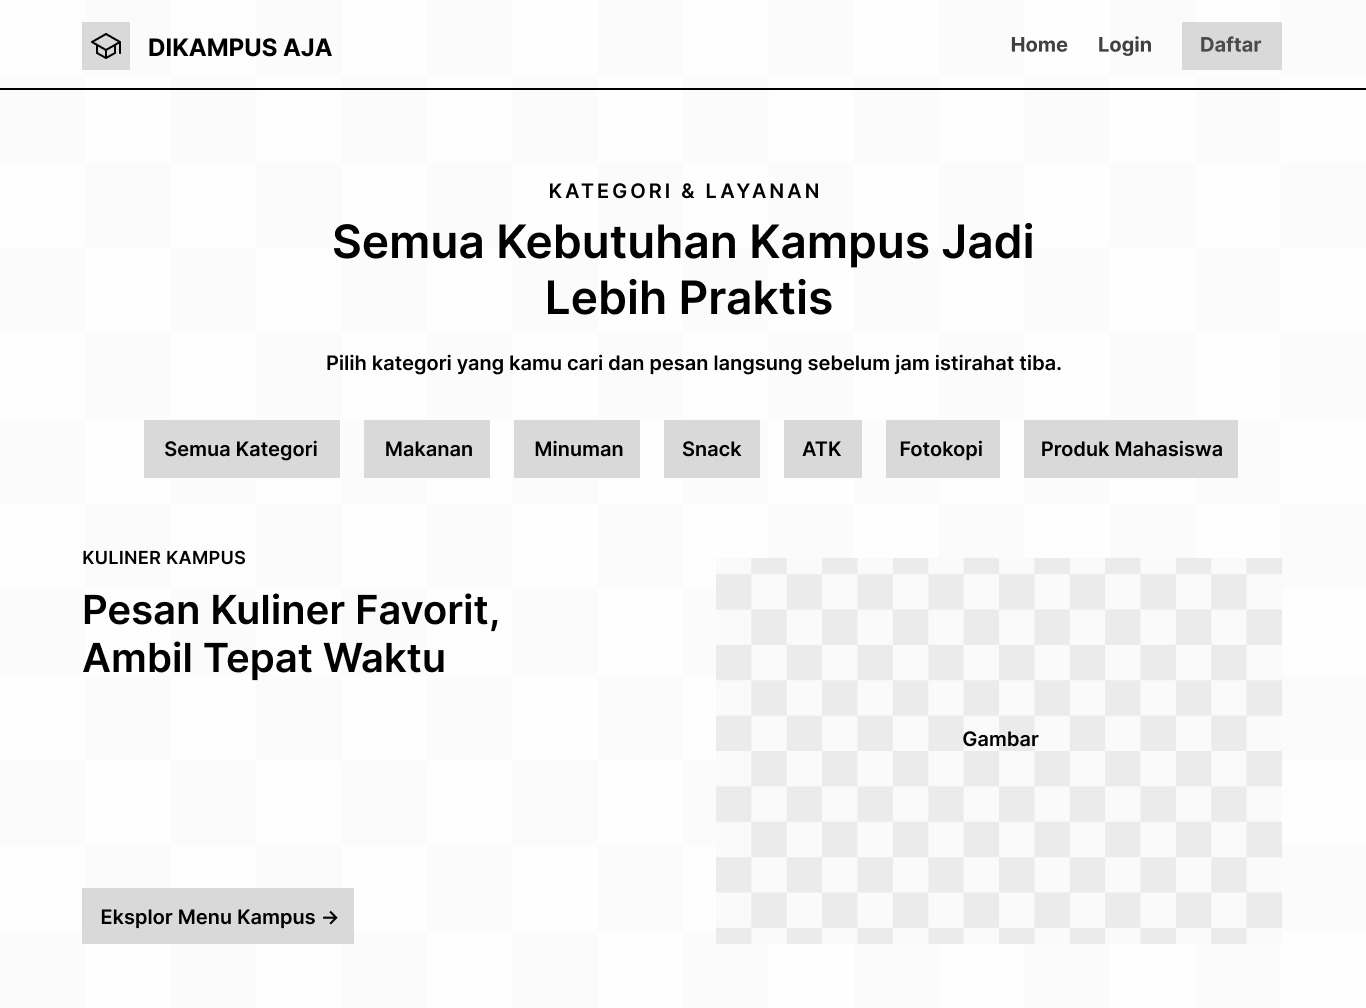 DIKAMPUS AJA
Home
Login
Daftar
KATEGORI & LAYANAN
Semua Kebutuhan Kampus Jadi
Lebih Praktis
Pilih kategori yang kamu cari dan pesan langsung sebelum jam istirahat tiba.
Semua Kategori
Makanan
Minuman
Snack
ATK
Fotokopi
Produk Mahasiswa
KULINER KAMPUS
Pesan Kuliner Favorit,
Ambil Tepat Waktu
Gambar
Eksplor Menu Kampus →